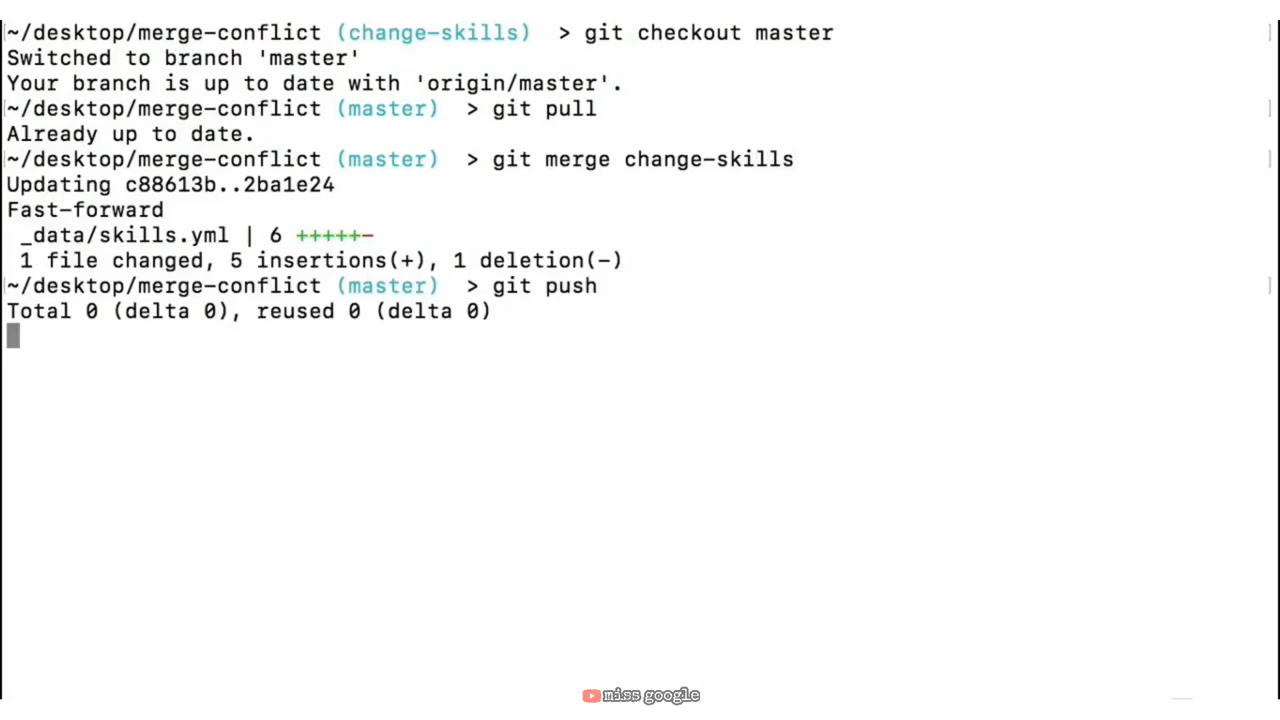 ~/desktop/merge-conflict (change-skills)  > git checkout master
Switched to branch 'master'
Your branch is up to date with 'origin/master'.
~/desktop/merge-conflict (master)  > git pull
Already up to date.
~/desktop/merge-conflict (master)  > git merge change-skills
Updating c88613b..2ba1e24
Fast-forward
 _data/skills.yml | 6 +++++-
 1 file changed, 5 insertions(+), 1 deletion(-)
~/desktop/merge-conflict (master)  > git push
Total 0 (delta 0), reused 0 (delta 0)
miss google